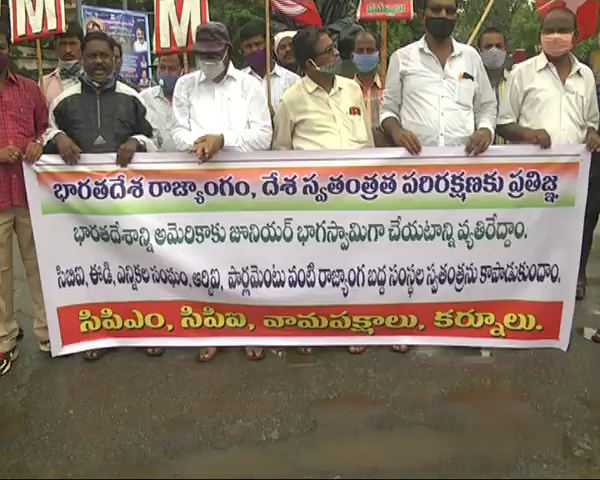 M
M
భారతదేశ రాజ్యాంగం, దేశ స్వతంత్రత పరిరక్షణకు ప్రతిజ్ఞ
భారతదేశాన్ని అమెరికాకు జూనియర్ భాగస్వామిగా చేయటాన్ని వ్యతిరేద్దాం.
సిబిఐ, ఈడి, ఎన్నికల సంఘం, ఆర్బిఐ, పార్లమెంటు వంటి రాజ్యాంగ బద్ద సంస్థల స్వతంత్రను కాపాడుకుందాం.
సిపిఎం, సిపిఐ, వామపక్షాలు, కర్నూలు.